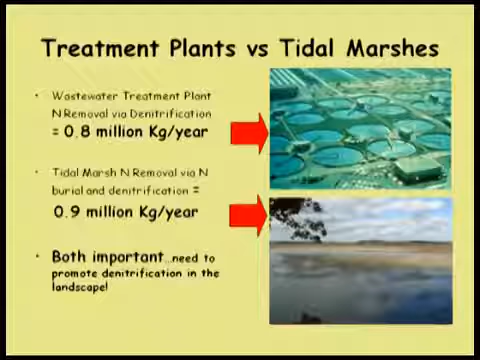 Treatment Plants vs Tidal Marshes
• Wastewater Treatment Plant
N Removal via Denitrification
= 0.8 million Kg/year
• Tidal Marsh N Removal via N
burial and denitrification =
0.9 million Kg/year
• Both important…need to
promote denitrification in the
landscape!